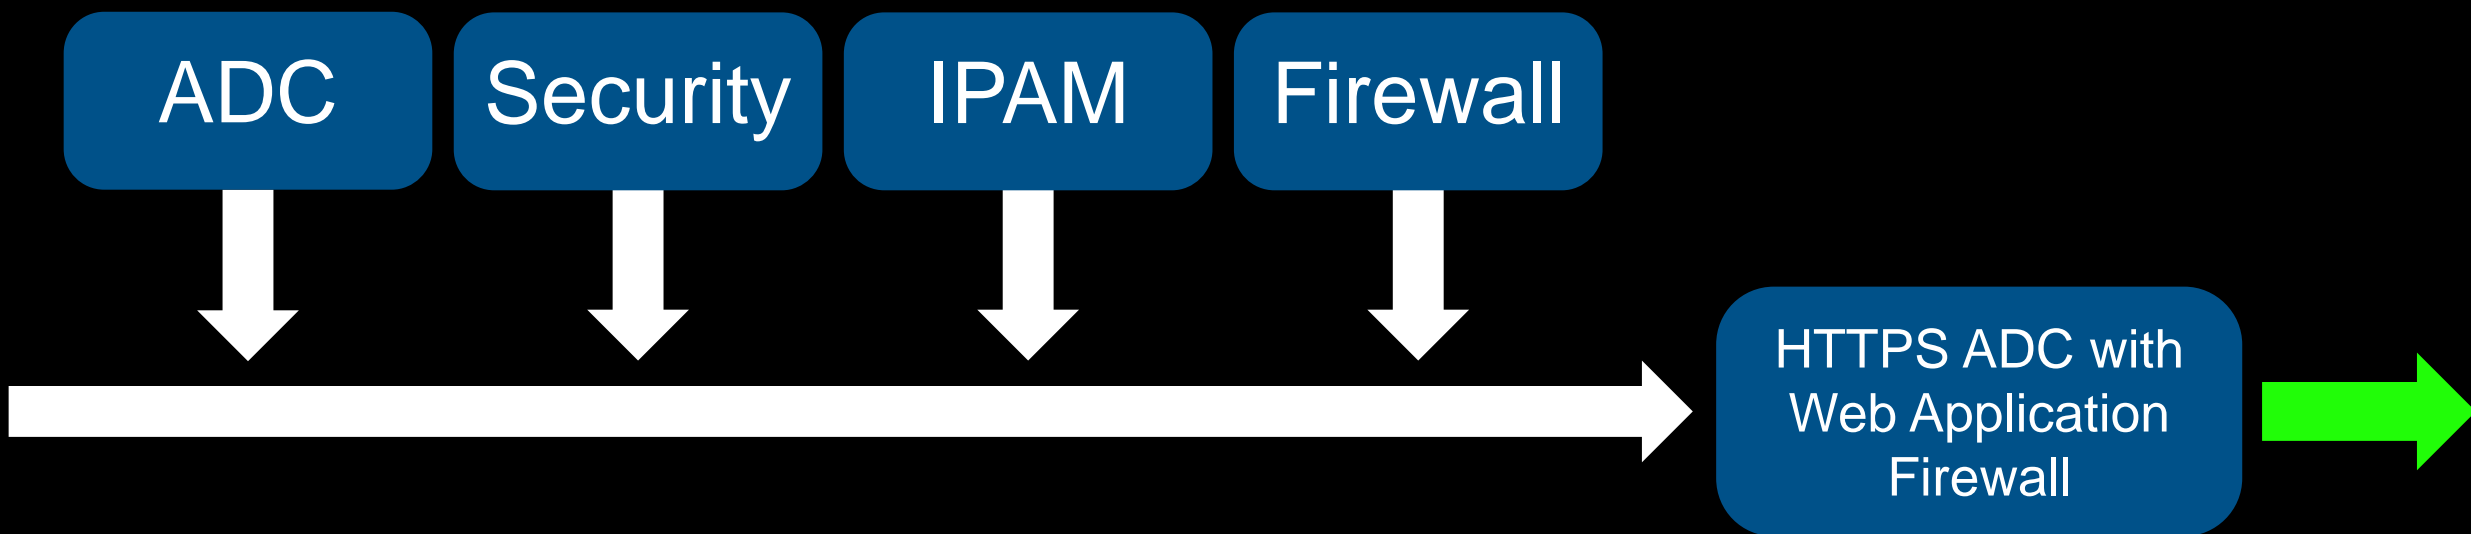 ADC
Security
IPAM
Firewall
HTTPS ADC with
Web Application
Firewall